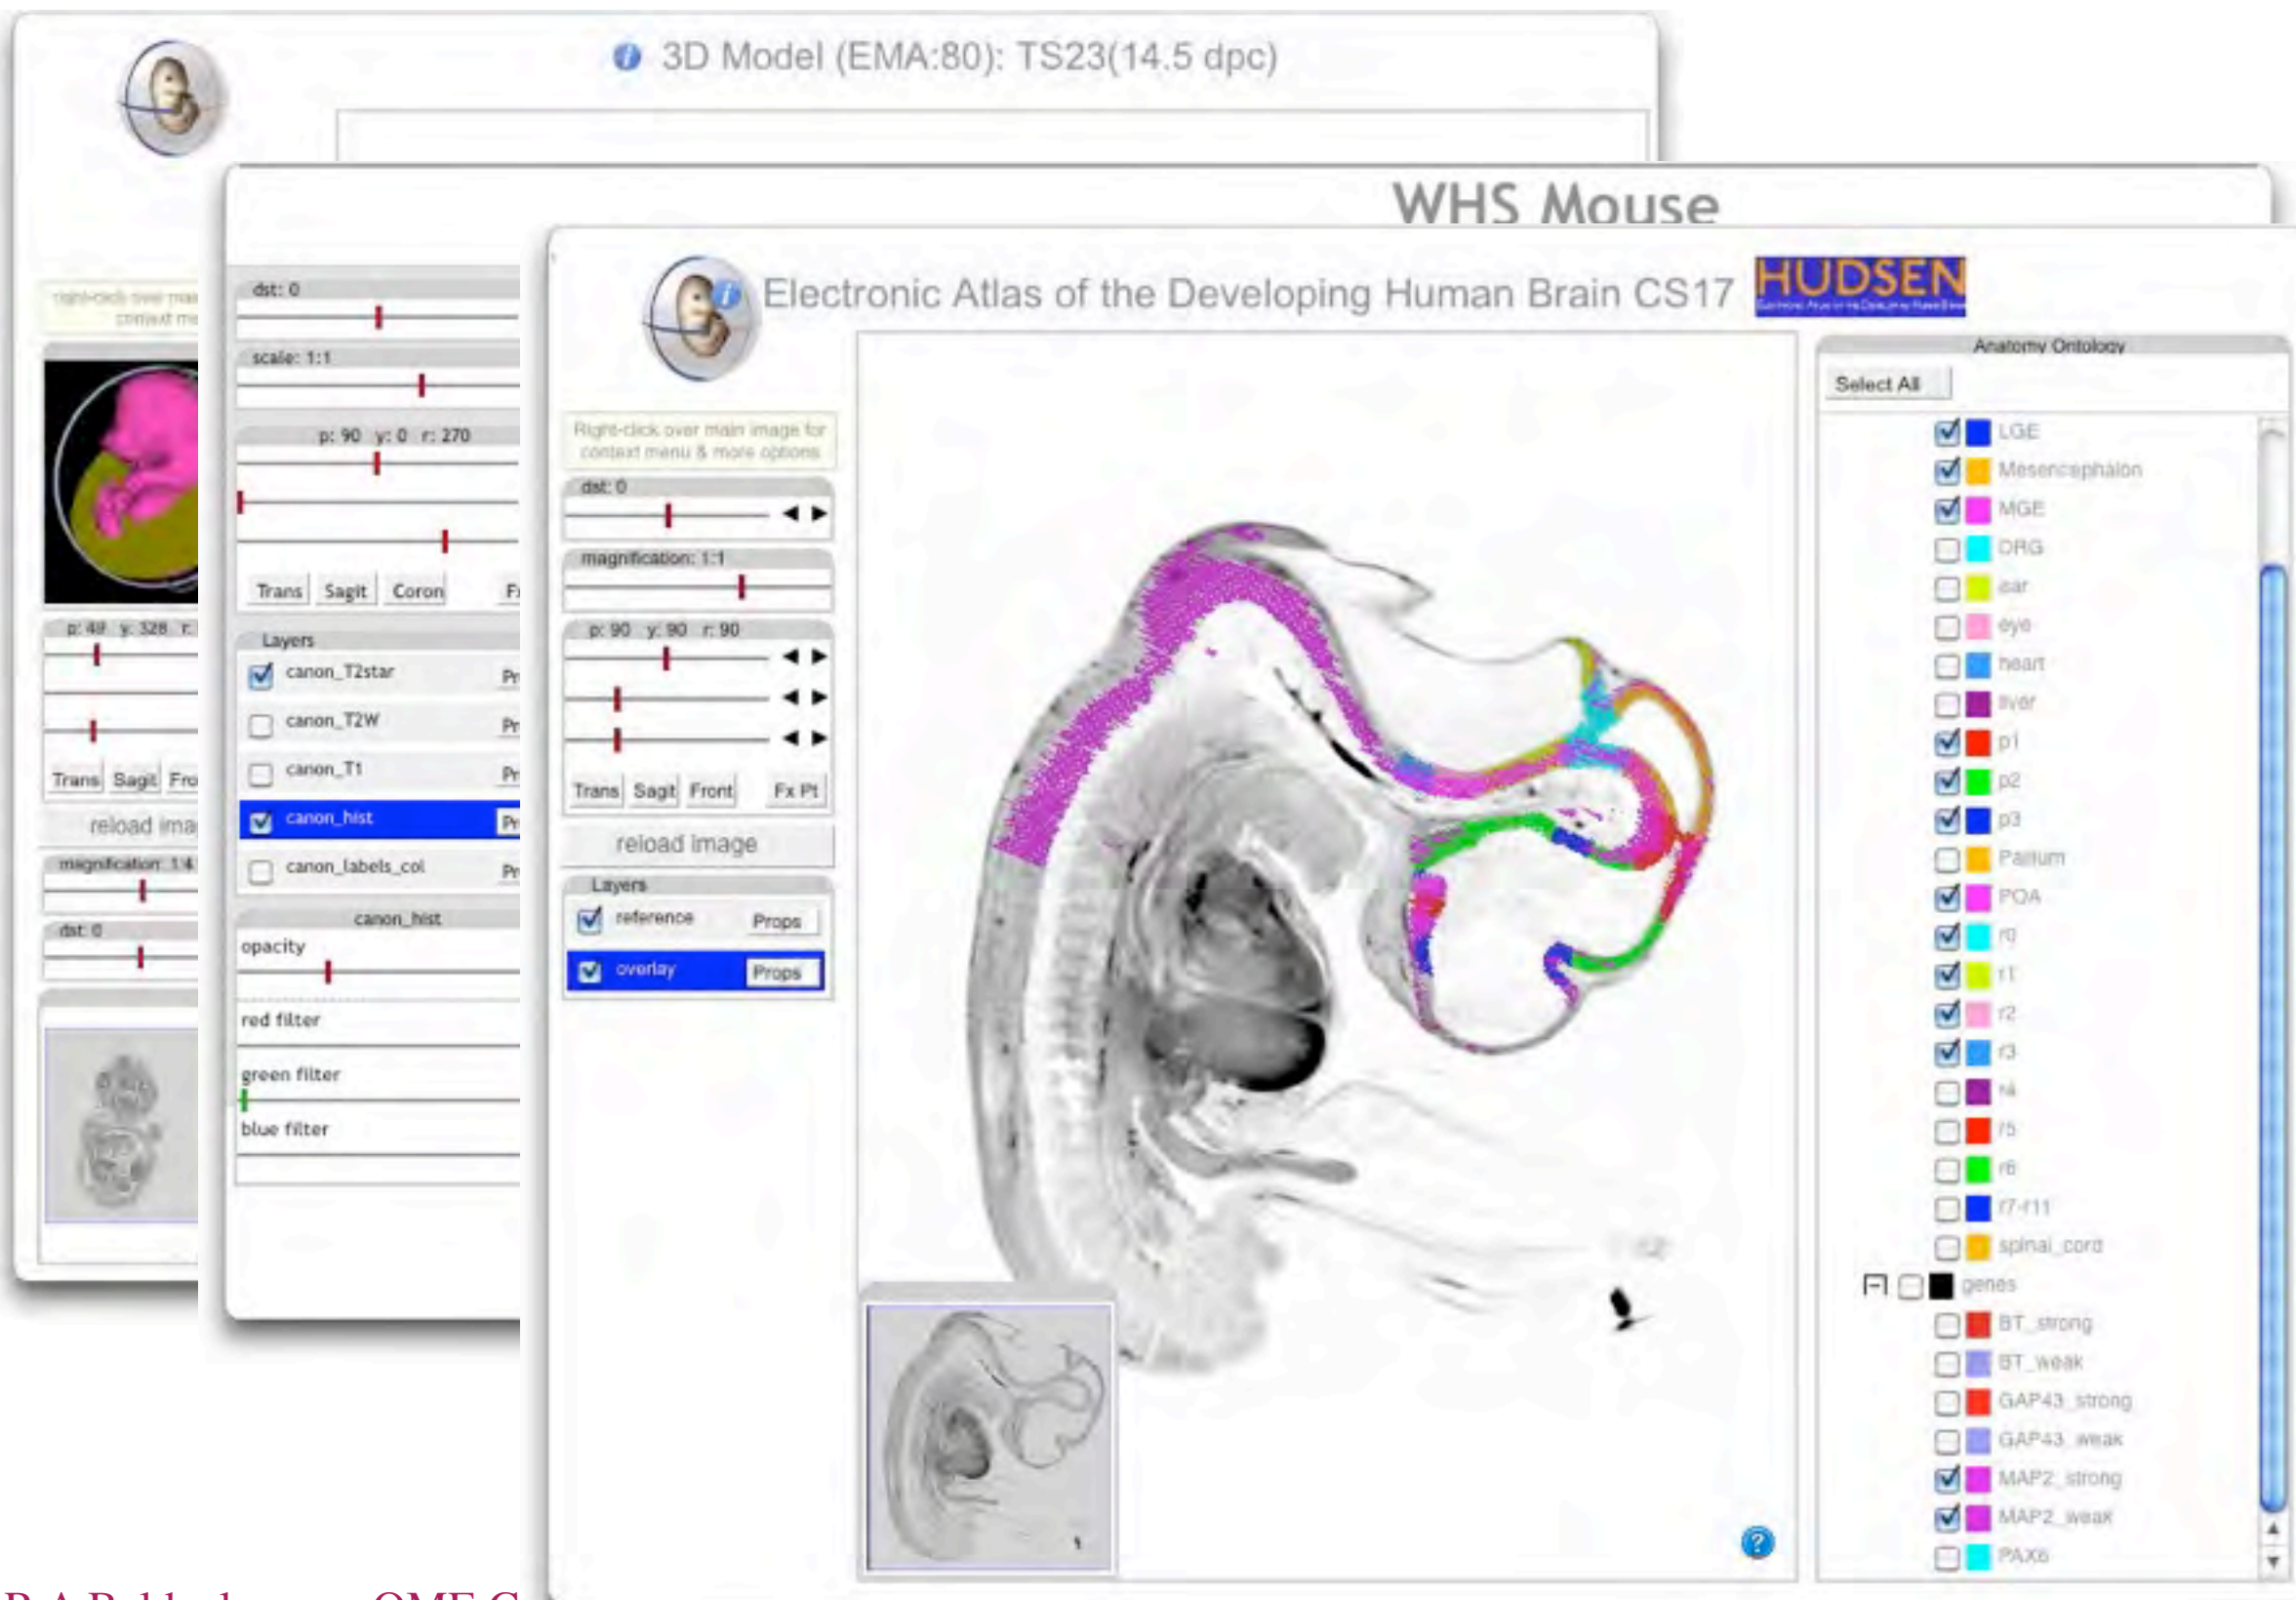 3D Model (EMA:80): TS23(14.5 dpc)
WHS Mouse
Electronic Atlas of the Developing Human Brain CS17
HUDSEN
right-click over
context
p: 49 y: 328 r:
Trans Sagit
reload
magnification: 1:4
dst: 0
dst: 0
scale: 1:1
p: 90 y: 0 r: 270
Trans Sagit Coron
Layers
canon_T2star
canon_T2W
canon_T1
canon_hist
canon_labels_col
canon_hist
opacity
red filter
green filter
blue filter
Right-click over main image for
context menu & more options
dst: 0
magnification: 1:1
p: 90 y: 90 r: 90
Trans Sagit Front Fx Pt
reload image
Layers
reference Props
overlay Props
Anatomy Ontology
Select All
LGE
Mesencephalon
MGE
DRG
ear
eye
heart
liver
p1
p2
p3
Pallium
POA
r0
r1
r2
r3
r4
r5
r6
r7-r11
spinal_cord
genes
BT_strong
BT_weak
GAP43_strong
GAP43_weak
MAP2_strong
MAP2_weak
PAX6
?